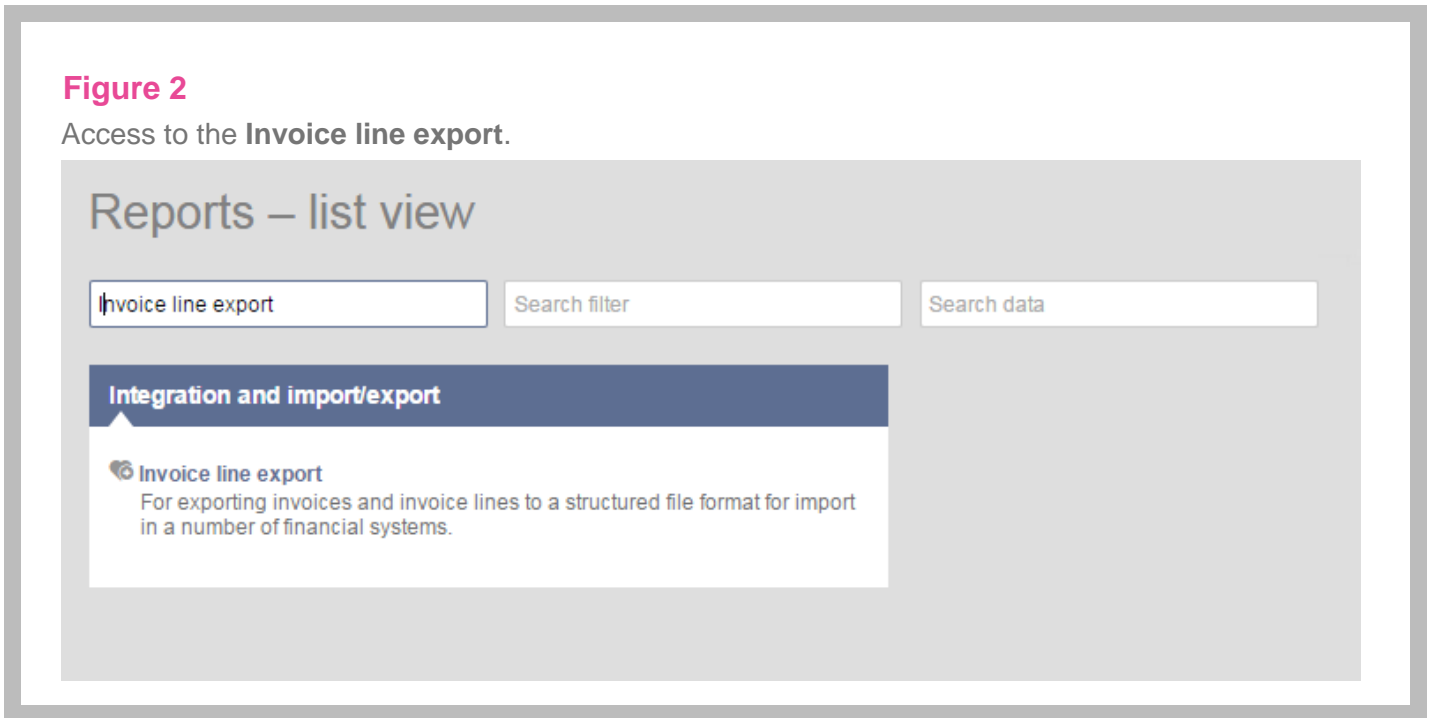 Figure 2
Access to the Invoice line export.
Reports – list view
Invoice line export
Search filter
Search data
Integration and import/export
Invoice line export
For exporting invoices and invoice lines to a structured file format for import
in a number of financial systems.